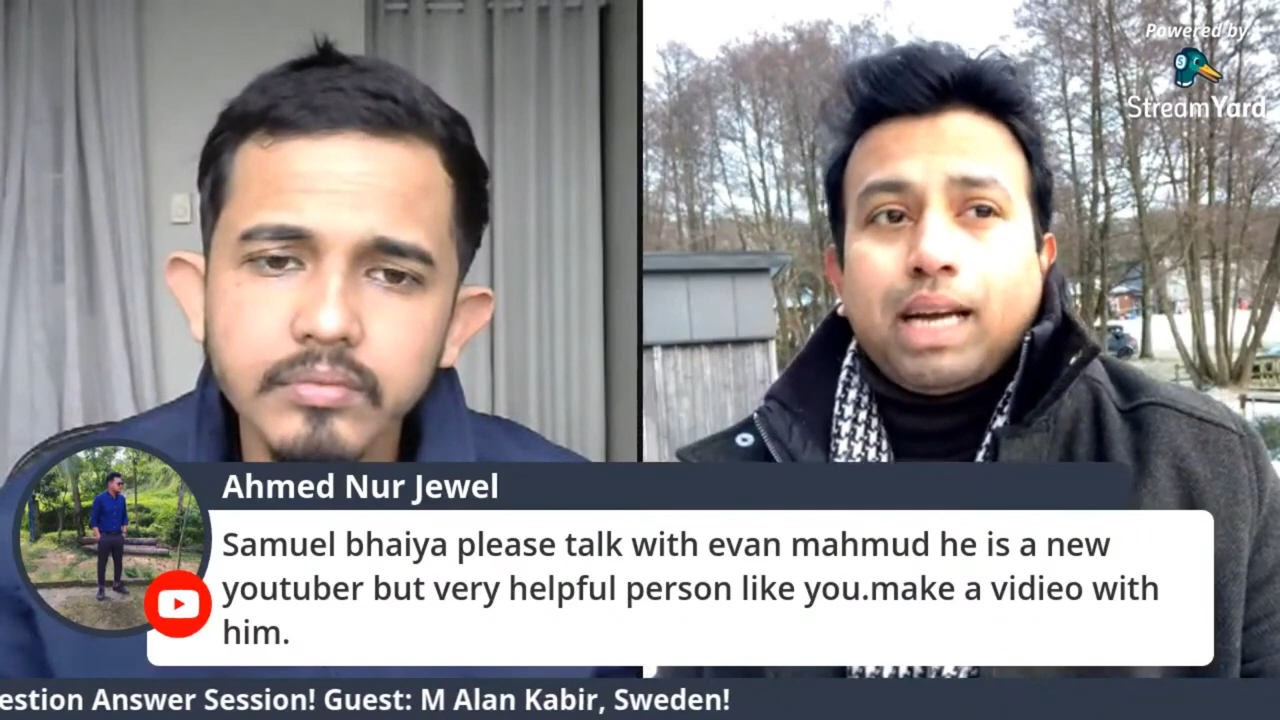 Powered by
StreamYard
Ahmed Nur Jewel
Samuel bhaiya please talk with evan mahmud he is a new
youtuber but very helpful person like you.make a vidieo with
him.
estion Answer Session! Guest: M Alan Kabir, Sweden!